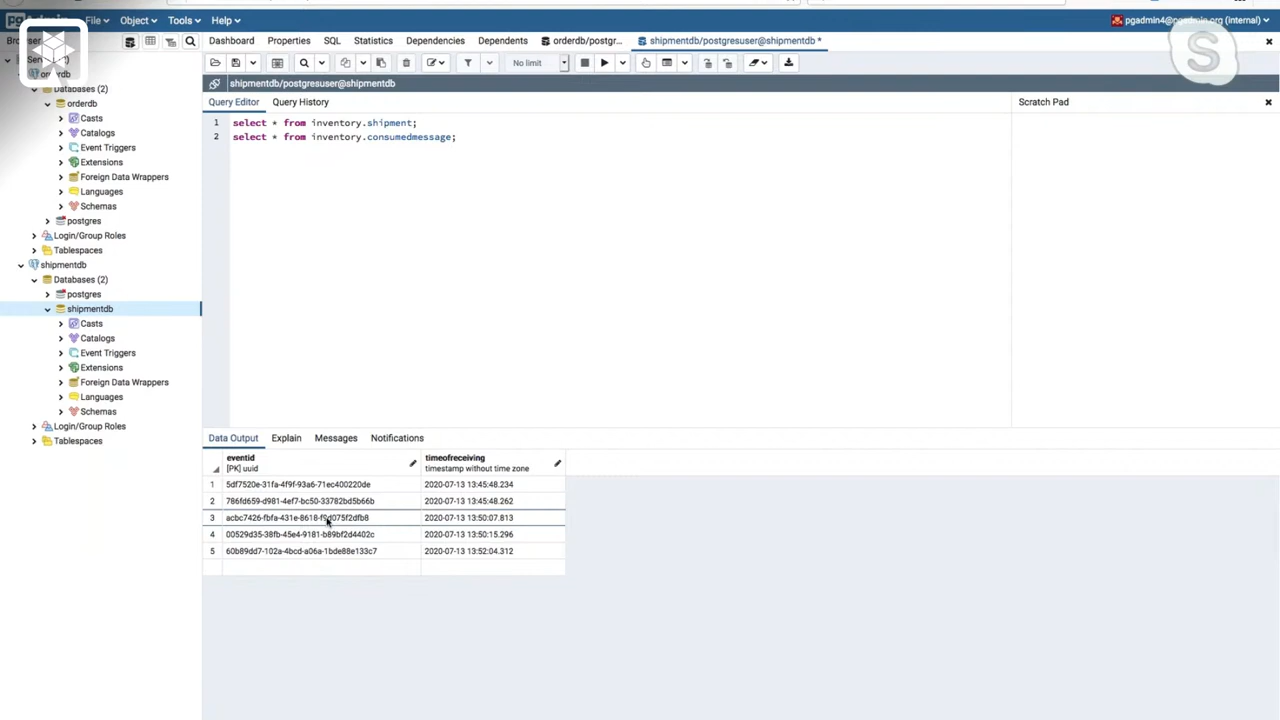 File Object Tools Help
pgadmin4@pgadmin.org (internal)
Dashboard Properties SQL Statistics Dependencies Dependents orderdb/postgr... shipmentdb/postgresuser@shipmentdb *
No limit
shipmentdb/postgresuser@shipmentdb
Query Editor Query History
Scratch Pad
1 select * from inventory.shipment;
2 select * from inventory.consumedmessage;
orderdb
Databases (2)
orderdb
Casts
Catalogs
Event Triggers
Extensions
Foreign Data Wrappers
Languages
Schemas
postgres
Login/Group Roles
Tablespaces
shipmentdb
Databases (2)
postgres
shipmentdb
Casts
Catalogs
Event Triggers
Extensions
Foreign Data Wrappers
Languages
Schemas
Login/Group Roles
Tablespaces
Data Output Explain Messages Notifications
eventid timeofreceiving
[PK] uuid timestamp without time zone
1 5df7520e-31fa-4f9f-93a6-71ec400220de 2020-07-13 13:45:48.234
2 786fd659-d981-4ef7-bc50-33782bd5b66b 2020-07-13 13:45:48.262
3 acbc7426-fbfa-431e-8618-f9d075f2dfb8 2020-07-13 13:50:07.813
4 00529d35-38fb-45e4-9181-b89bf2d4402c 2020-07-13 13:50:15.296
5 60b89dd7-102a-4bcd-a06a-1bde88e133c7 2020-07-13 13:52:04.312